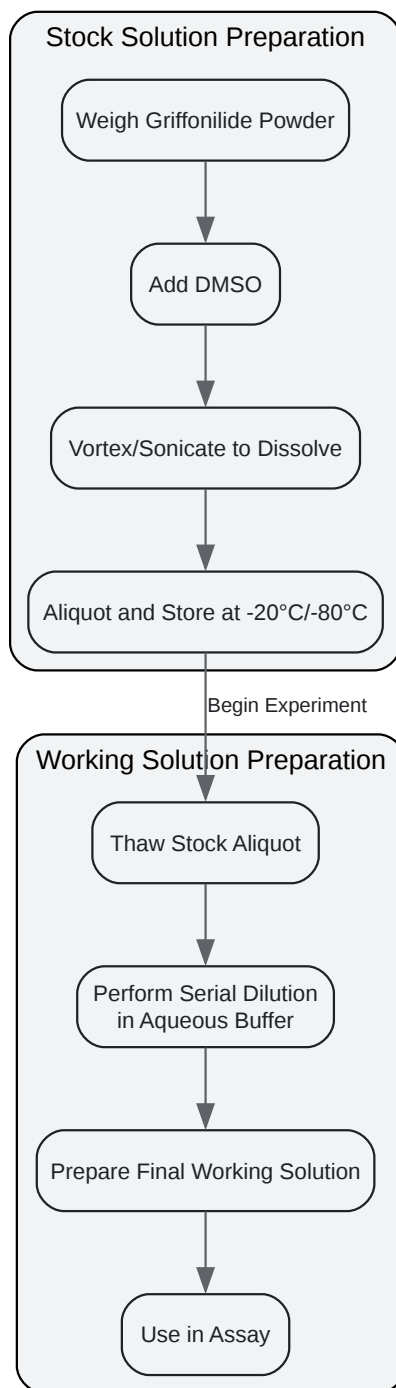 Stock Solution Preparation
Weigh Griffonilide Powder
Add DMSO
Vortex/Sonicate to Dissolve
Aliquot and Store at -20°C/-80°C
Begin Experiment
Working Solution Preparation
Thaw Stock Aliquot
Perform Serial Dilution
in Aqueous Buffer
Prepare Final Working Solution
Use in Assay